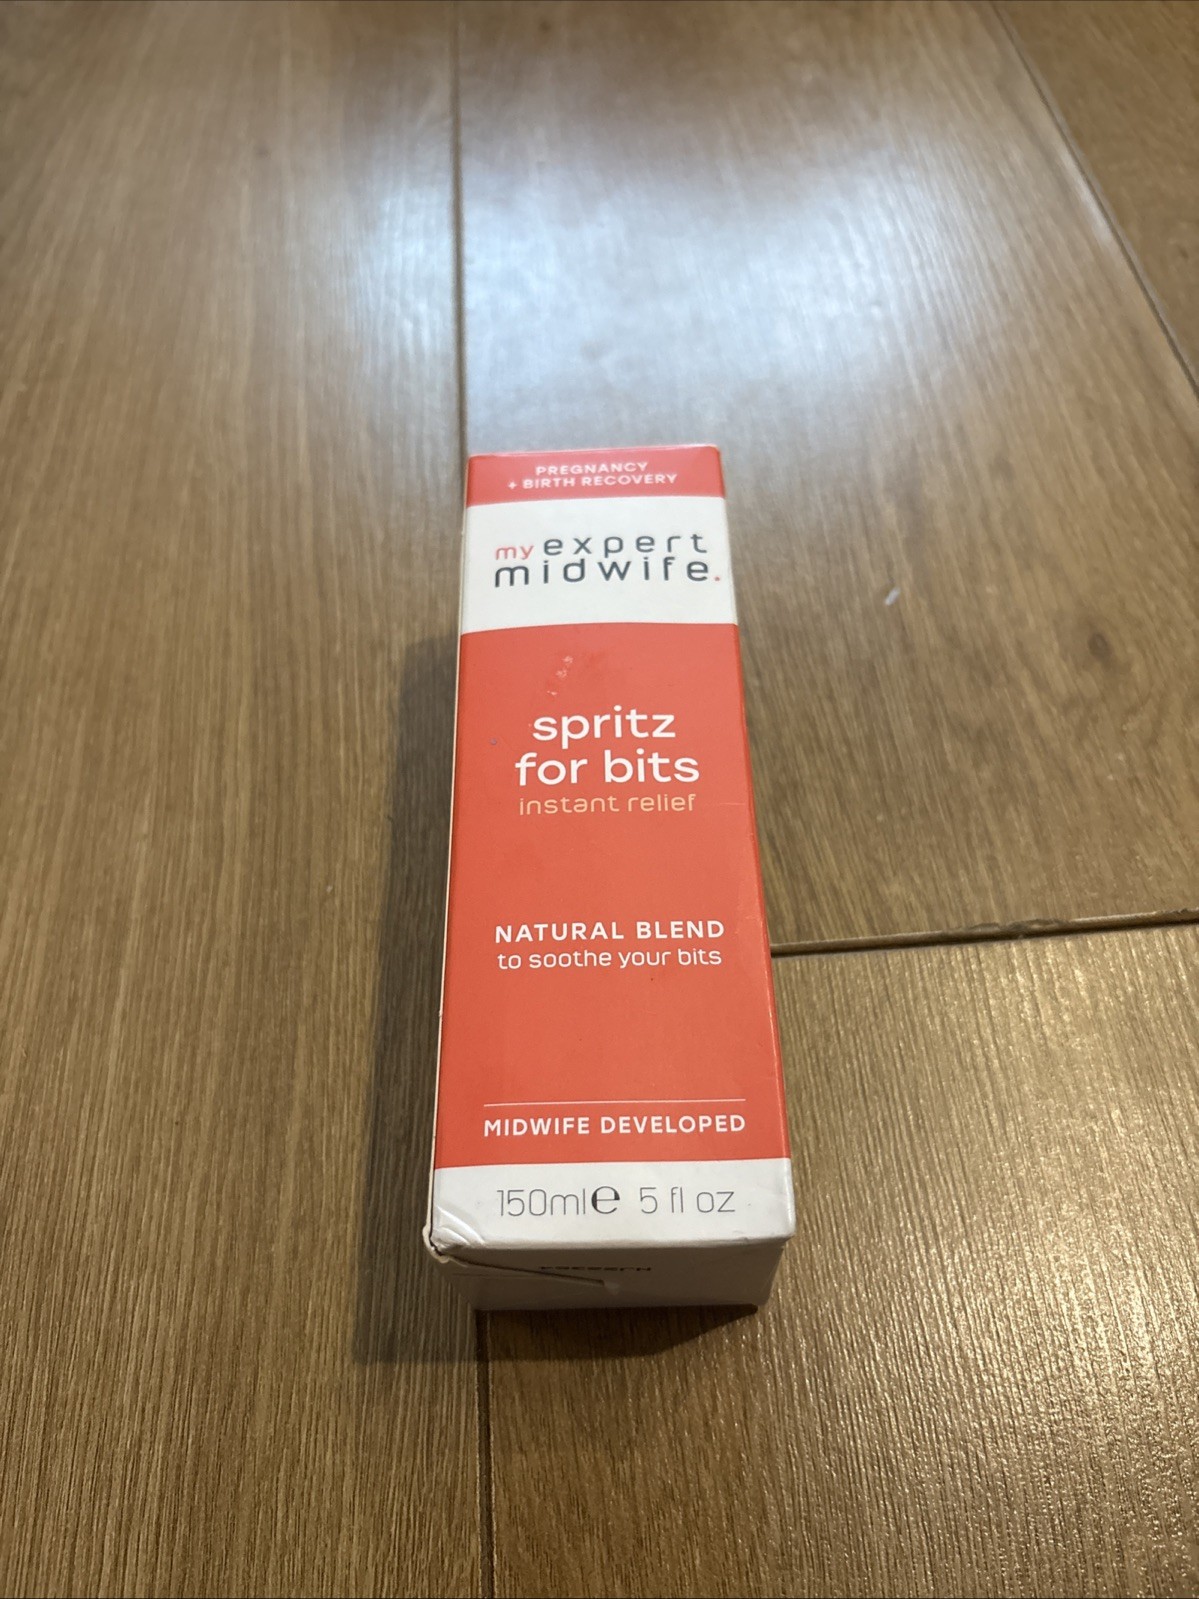 PREGNANCY
+ BIRTH RECOVERY
my expert
midwife.
spritz
for bits
instant relief
NATURAL BLEND
to soothe your bits
MIDWIFE DEVELOPED
150ml℮ 5 fl oz